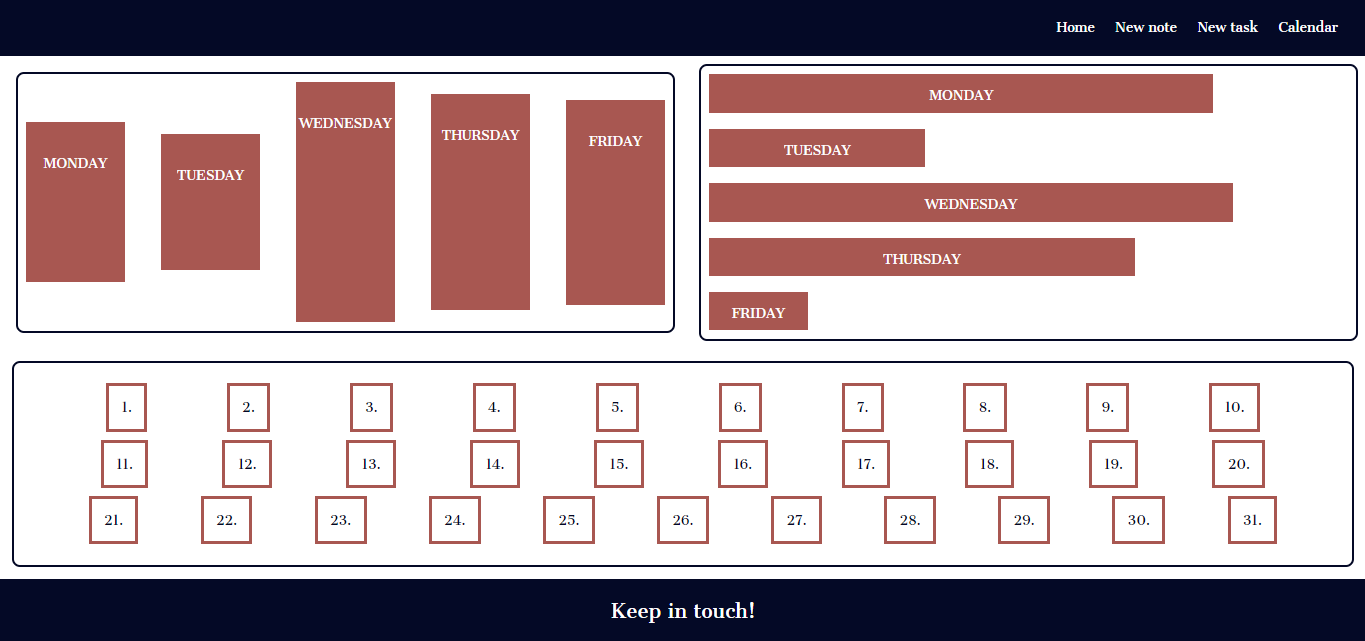 Home New note New task Calendar
MONDAY
TUESDAY
WEDNESDAY
THURSDAY
FRIDAY
MONDAY
TUESDAY
WEDNESDAY
THURSDAY
FRIDAY
1. 2. 3. 4. 5. 6. 7. 8. 9. 10.
11. 12. 13. 14. 15. 16. 17. 18. 19. 20.
21. 22. 23. 24. 25. 26. 27. 28. 29. 30. 31.
Keep in touch!